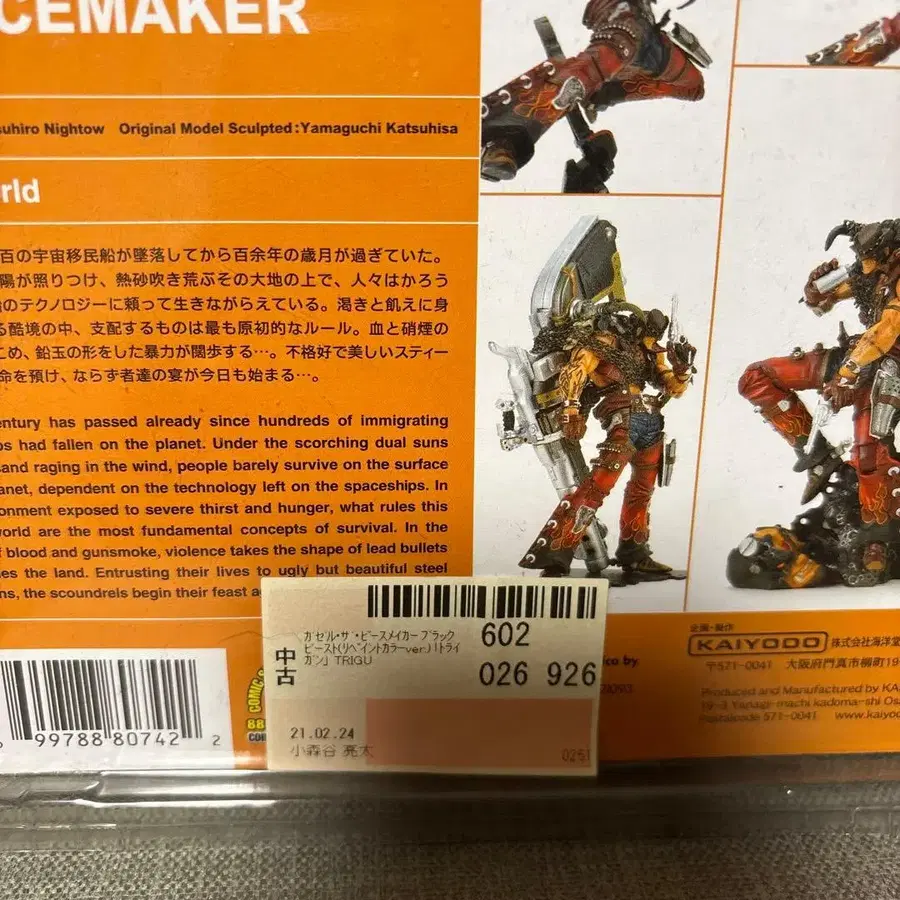 CEMAKER
suhiro Nightow Original Model Sculpted:Yamaguchi Katsuhisa
rld
百の宇宙移民船が墜落してから百余年の歳月が過ぎていた。
陽が照りつけ、熱砂吹き荒ぶその大地の上で、人々はかろう
のテクノロジーに頼って生きながらえている。渇きと飢えに身
る酷境の中、支配するものは最も原初的なルール。血と硝煙の
こめ、鉛玉の形をした暴力が闊歩する…。不格好で美しいスティー
命を預け、ならず者達の宴が今日も始まる…。
entury has passed already since hundreds of immigrating
ps had fallen on the planet. Under the scorching dual suns
sand raging in the wind, people barely survive on the surface
anet, dependent on the technology left on the spaceships. In
ronment exposed to severe thirst and hunger, what rules this
world are the most fundamental concepts of survival. In the
f blood and gunsmoke, violence takes the shape of lead bullets
es the land. Entrusting their lives to ugly but beautiful steel
ns, the scoundrels begin their feast ag
中古
ガゼル・ザ・ピースメイカー ブラック
ビースト(リペイントカラーver.)「トライ
ガン」 TRIGU
602
026 926
21.02.24
小森谷 亮太
0251
99788 80742 2
COMIC
88
企画・製作
KAIYODO 株式会社海洋堂
〒571-0041 大阪府門真市柳町19
Produced and Manufactured by KA
19-3 Yanagi-machi kadoma-shi Osa
Postalcode 571-0041 www.kaiyo